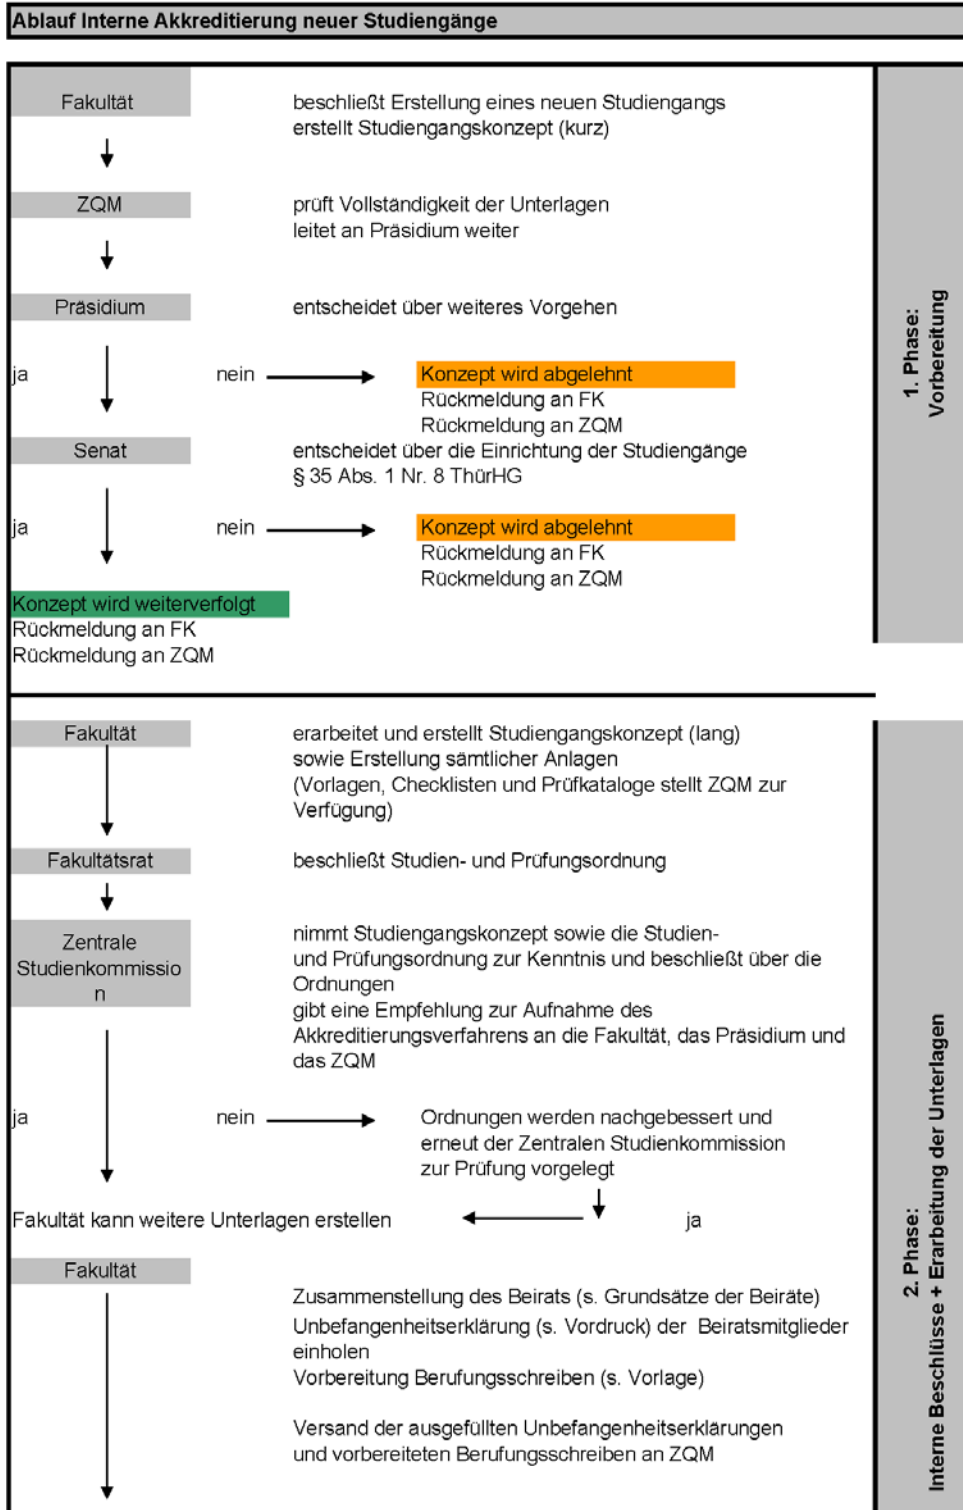 Ablauf Interne Akkreditierung neuer Studiengänge
Fakultät
beschließt Erstellung eines neuen Studiengangs
erstellt Studiengangskonzept (kurz)
ZQM
prüft Vollständigkeit der Unterlagen
leitet an Präsidium weiter
Präsidium
entscheidet über weiteres Vorgehen
ja
nein
Konzept wird abgelehnt
Rückmeldung an FK
Rückmeldung an ZQM
Senat
entscheidet über die Einrichtung der Studiengänge
§ 35 Abs. 1 Nr. 8 ThürHG
ja
nein
Konzept wird abgelehnt
Rückmeldung an FK
Rückmeldung an ZQM
Konzept wird weiterverfolgt
Rückmeldung an FK
Rückmeldung an ZQM
1. Phase:
Vorbereitung
Fakultät
erarbeitet und erstellt Studiengangskonzept (lang)
sowie Erstellung sämtlicher Anlagen
(Vorlagen, Checklisten und Prüfkataloge stellt ZQM zur
Verfügung)
Fakultätsrat
beschließt Studien- und Prüfungsordnung
Zentrale
Studienkommissio
n
nimmt Studiengangskonzept sowie die Studien-
und Prüfungsordnung zur Kenntnis und beschließt über die
Ordnungen
gibt eine Empfehlung zur Aufnahme des
Akkreditierungsverfahrens an die Fakultät, das Präsidium und
das ZQM
ja
nein
Ordnungen werden nachgebessert und
erneut der Zentralen Studienkommission
zur Prüfung vorgelegt
Fakultät kann weitere Unterlagen erstellen
ja
Fakultät
Zusammenstellung des Beirats (s. Grundsätze der Beiräte)
Unbefangenheitserklärung (s. Vordruck) der Beiratsmitglieder
einholen
Vorbereitung Berufungsschreiben (s. Vorlage)
Versand der ausgefüllten Unbefangenheitserklärungen
und vorbereiteten Berufungsschreiben an ZQM
2. Phase:
Interne Beschlüsse + Erarbeitung der Unterlagen